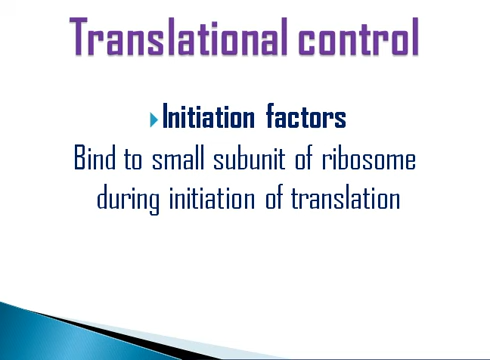 Translational control
Initiation factors
Bind to small subunit of ribosome
during initiation of translation